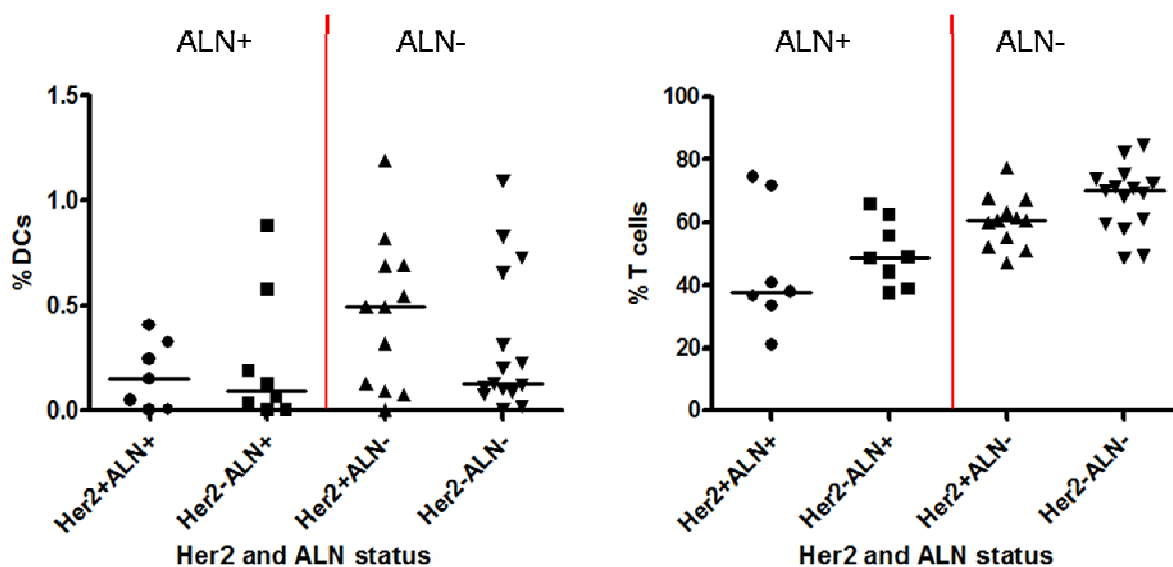 ALN+ ALN-
1.5
1.0
0.5
0.0
% DCs
Her2+ALN+
Her2-ALN+
Her2+ALN-
Her2-ALN-
Her2 and ALN status
ALN+ ALN-
100
80
60
40
20
0
% T cells
Her2+ALN+
Her2-ALN+
Her2+ALN-
Her2-ALN-
Her2 and ALN status